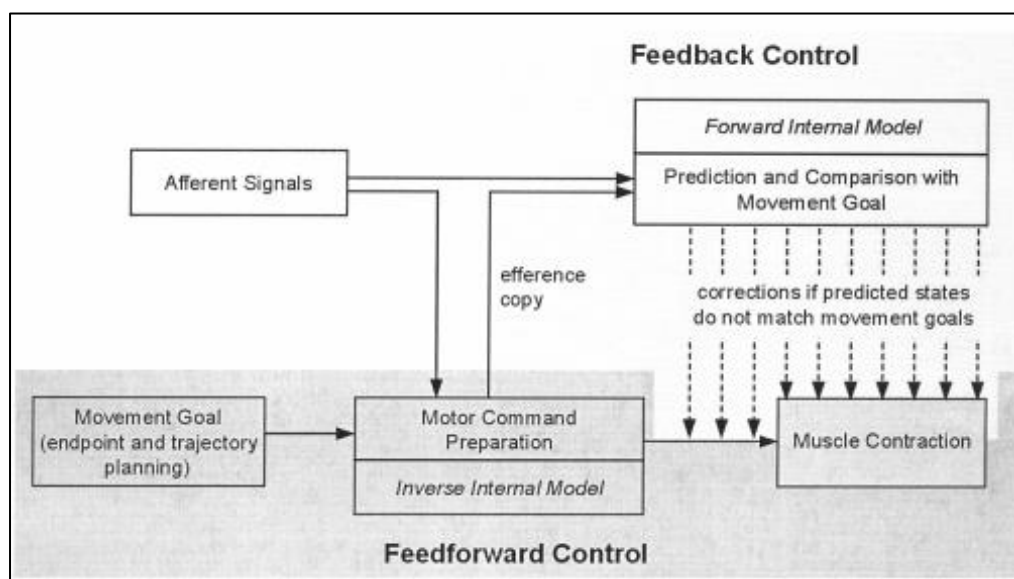 Feedback Control
Forward Internal Model
Afferent Signals
Prediction and Comparison with
Movement Goal
efference
copy
corrections if predicted states
do not match movement goals
Movement Goal
(endpoint and trajectory
planning)
Motor Command
Preparation
Inverse Internal Model
Muscle Contraction
Feedforward Control